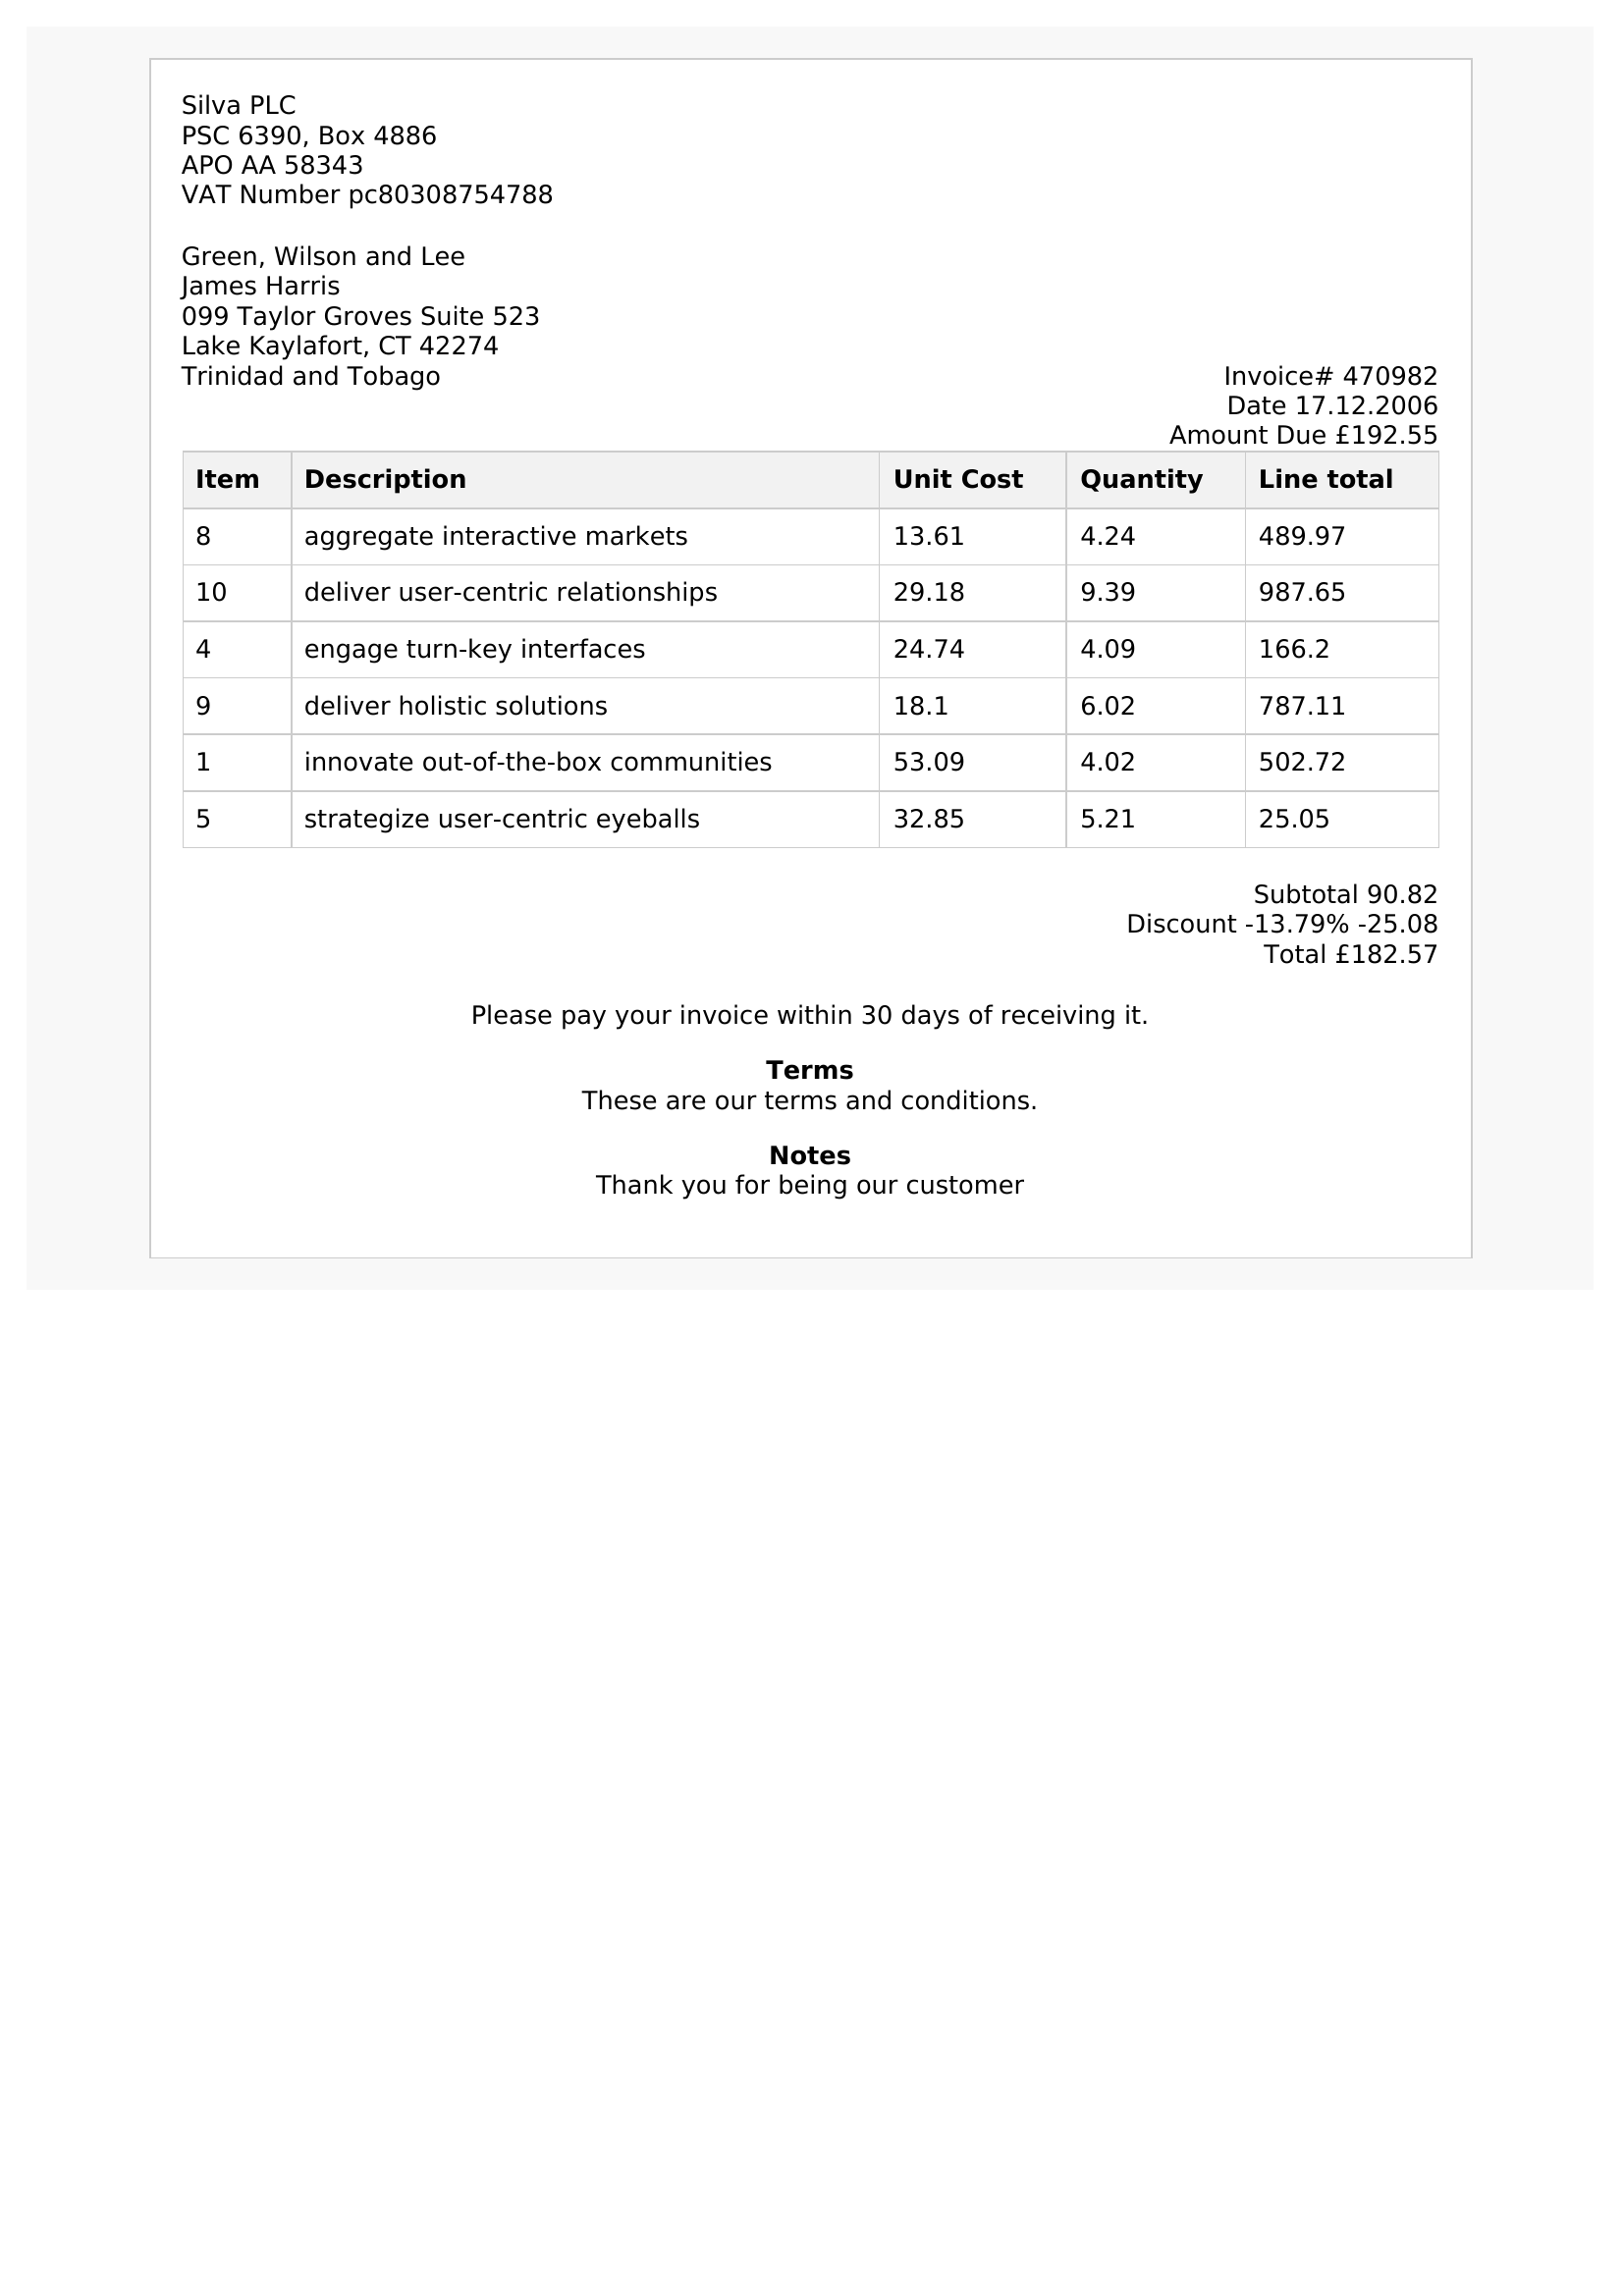 Silva PLC
PSC 6390, Box 4886
APO AA 58343
VAT Number pc80308754788
Green, Wilson and Lee
James Harris
099 Taylor Groves Suite 523
Lake Kaylafort, CT 42274
Trinidad and Tobago
Invoice# 470982
Date 17.12.2006
Amount Due £192.55
Item Description Unit Cost Quantity Line total
8 aggregate interactive markets 13.61 4.24 489.97
10 deliver user-centric relationships 29.18 9.39 987.65
4 engage turn-key interfaces 24.74 4.09 166.2
9 deliver holistic solutions 18.1 6.02 787.11
1 innovate out-of-the-box communities 53.09 4.02 502.72
5 strategize user-centric eyeballs 32.85 5.21 25.05
Subtotal 90.82
Discount -13.79% -25.08
Total £182.57
Please pay your invoice within 30 days of receiving it.
Terms
These are our terms and conditions.
Notes
Thank you for being our customer